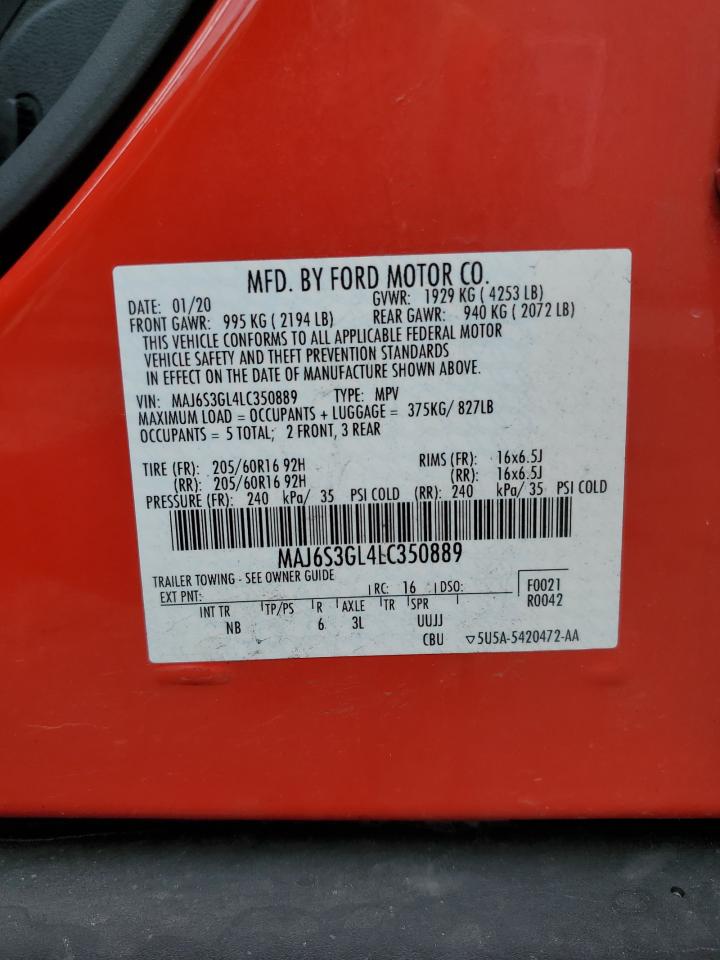 MFD. BY FORD MOTOR CO.
DATE: 01/20 GVWR: 1929 KG ( 4253 LB)
FRONT GAWR: 995 KG ( 2194 LB) REAR GAWR: 940 KG ( 2072 LB)
THIS VEHICLE CONFORMS TO ALL APPLICABLE FEDERAL MOTOR
VEHICLE SAFETY AND THEFT PREVENTION STANDARDS
IN EFFECT ON THE DATE OF MANUFACTURE SHOWN ABOVE.
VIN: MAJ6S3GL4LC350889 TYPE: MPV
MAXIMUM LOAD = OCCUPANTS + LUGGAGE = 375KG/ 827LB
OCCUPANTS = 5 TOTAL; 2 FRONT, 3 REAR
TIRE (FR): 205/60R16 92H RIMS (FR): 16x6.5J
(RR): 205/60R16 92H (RR): 16x6.5J
PRESSURE (FR): 240 kPa/ 35 PSI COLD (RR): 240 kPa/ 35 PSI COLD
MAJ6S3GL4LC350889
TRAILER TOWING - SEE OWNER GUIDE
EXT PNT: RC: 16 DSO: F0021
R0042
INT TR TP/PS R AXLE TR SPR
NB 6 3L UUJJ
CBU ▽5U5A-5420472-AA